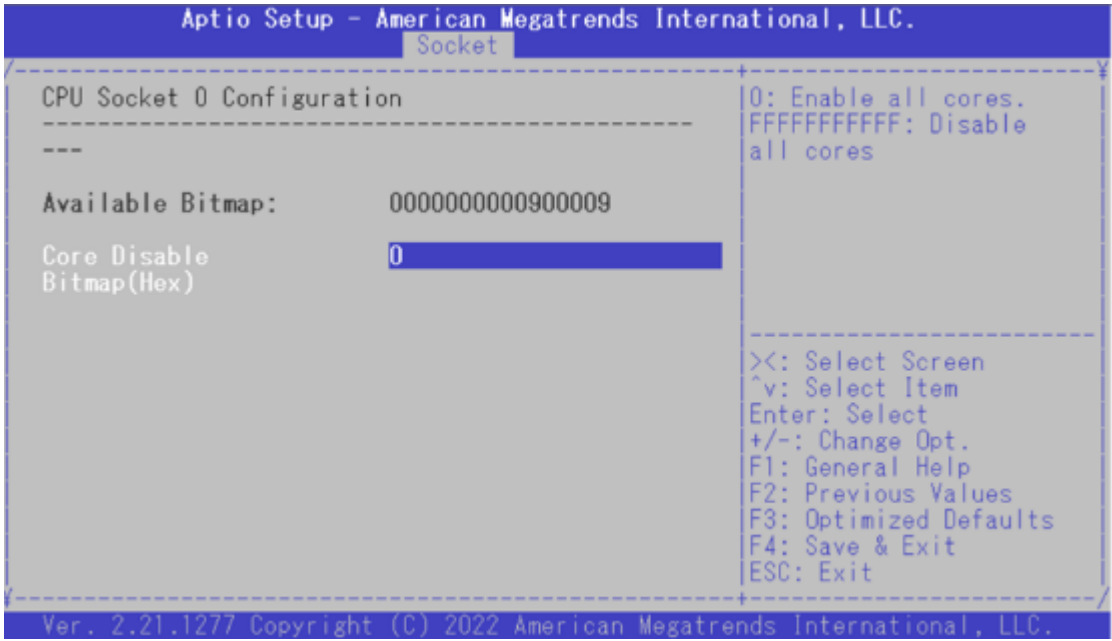 Aptio Setup - American Megatrends International, LLC.
Socket
CPU Socket 0 Configuration
-----------------------------------------------
---
Available Bitmap: 0000000000900009
Core Disable 0
Bitmap(Hex)
0: Enable all cores.
FFFFFFFFFFF: Disable
all cores
><: Select Screen
^v: Select Item
Enter: Select
+/-: Change Opt.
F1: General Help
F2: Previous Values
F3: Optimized Defaults
F4: Save & Exit
ESC: Exit
Ver. 2.21.1277 Copyright (C) 2022 American Megatrends International, LLC.